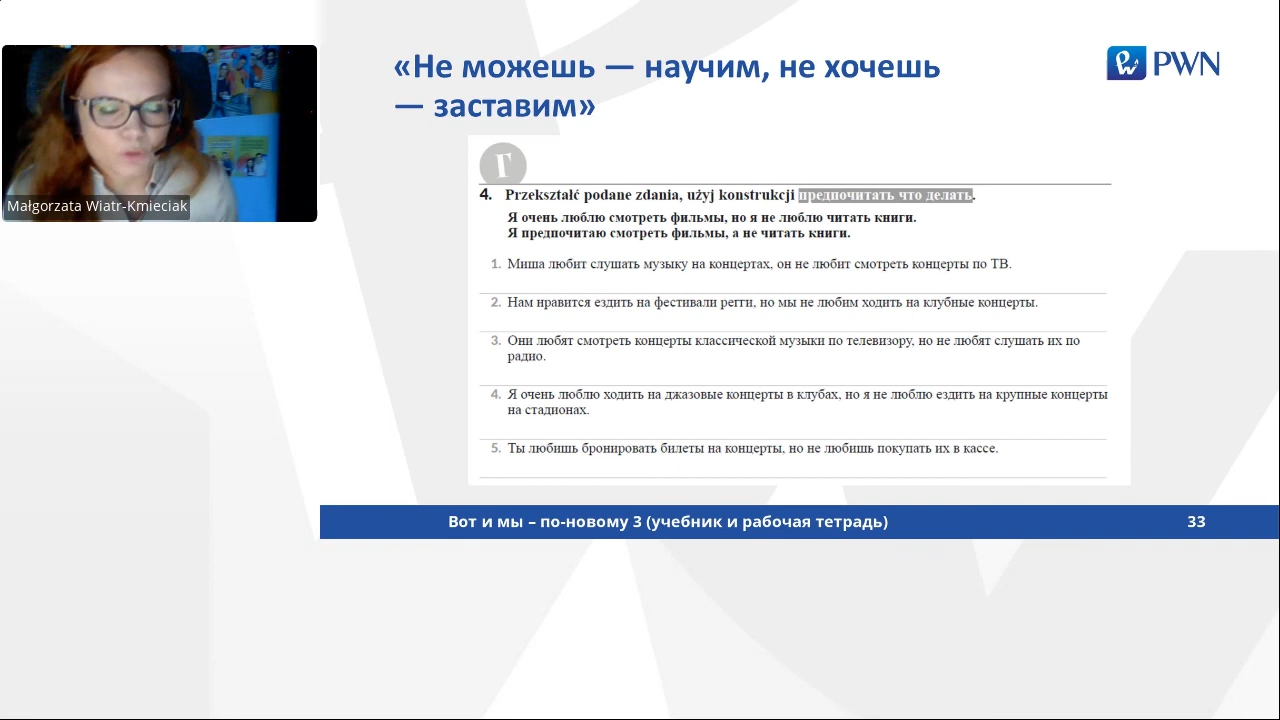 «Не можешь — научим, не хочешь
— заставим»
PWN
Małgorzata Wiatr-Kmieciak
Г
4. Przekształć podane zdania, użyj konstrukcji предпочитать что делать.
Я очень люблю смотреть фильмы, но я не люблю читать книги.
Я предпочитаю смотреть фильмы, а не читать книги.
1. Миша любит слушать музыку на концертах, он не любит смотреть концерты по ТВ.
2. Нам нравится ездить на фестивали регги, но мы не любим ходить на клубные концерты.
3. Они любят смотреть концерты классической музыки по телевизору, но не любят слушать их по
радио.
4. Я очень люблю ходить на джазовые концерты в клубах, но я не люблю ездить на крупные концерты
на стадионах.
5. Ты любишь бронировать билеты на концерты, но не любишь покупать их в кассе.
Вот и мы – по-новому 3 (учебник и рабочая тетрадь)
33